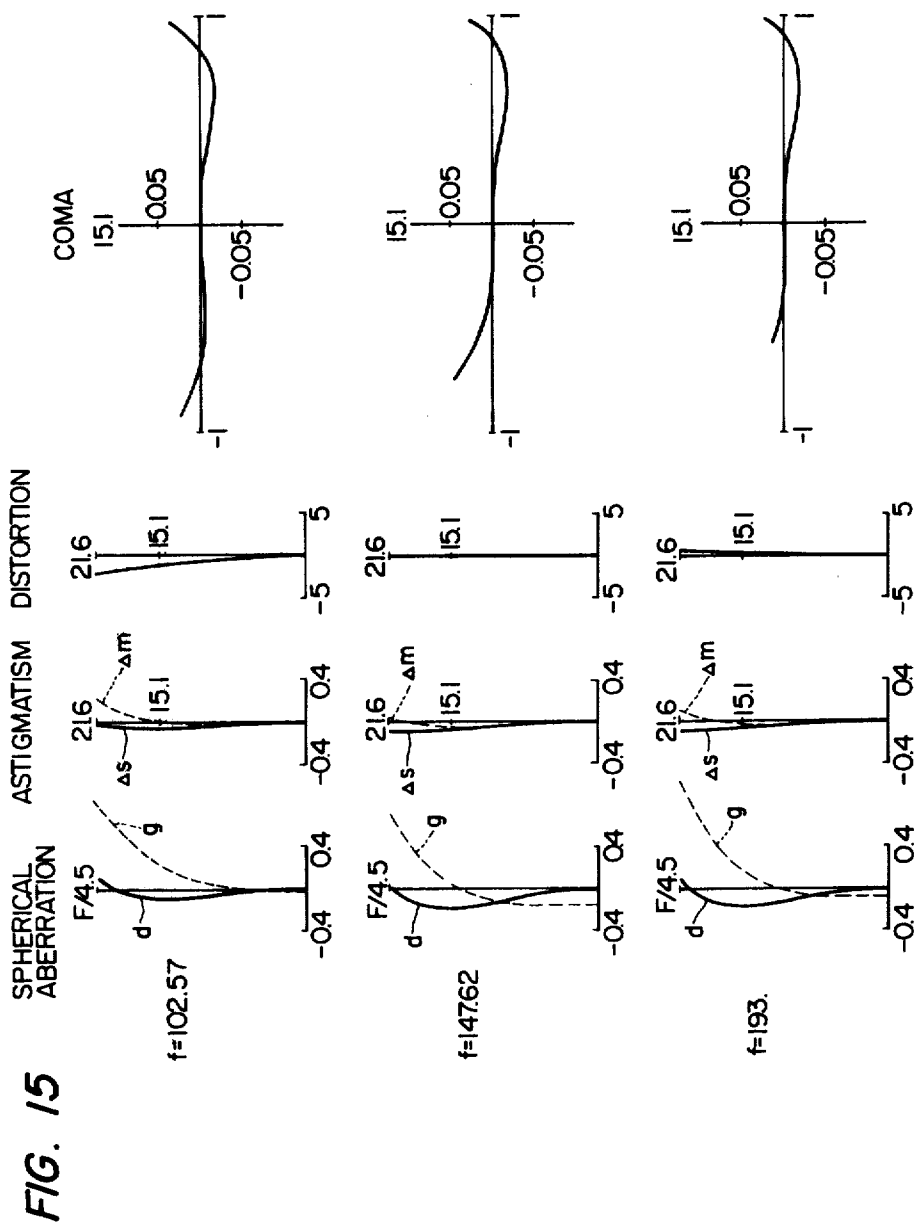 FIG. 15
SPHERICAL ABERRATION
ASTIGMATISM
DISTORTION
COMA
f=102.57
F/4.5
d
g
-0.4
0.4
21.6
15.1
Δs
Δm
-0.4
0.4
21.6
15.1
-5
5
15.1
0.05
-0.05
-1
1
f=147.62
F/4.5
d
g
-0.4
0.4
21.6
15.1
Δs
Δm
-0.4
0.4
21.6
15.1
-5
5
15.1
0.05
-0.05
-1
1
f=193.
F/4.5
d
g
-0.4
0.4
21.6
15.1
Δs
Δm
-0.4
0.4
21.6
15.1
-5
5
15.1
0.05
-0.05
-1
1